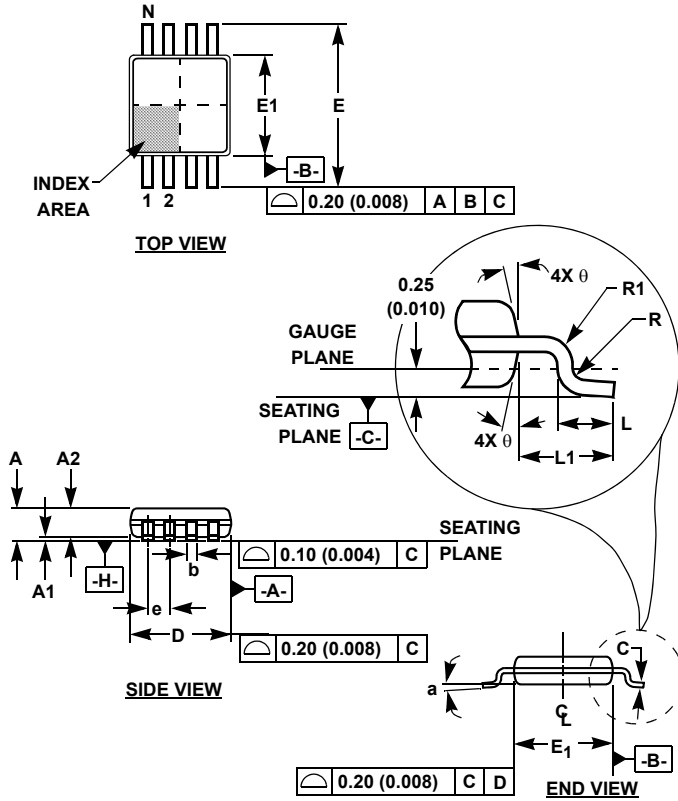 N
E1
E
-B-
INDEX
AREA
1 2
0.20 (0.008) A B C
TOP VIEW
0.25
(0.010)
4X θ
R1
R
GAUGE
PLANE
SEATING
PLANE
-C-
4X θ
L
L1
A
A2
A1
-H-
b
e
D
SEATING
PLANE
0.10 (0.004) C
-A-
0.20 (0.008) C
SIDE VIEW
C
a
CL
E1
-B-
0.20 (0.008) C D
END VIEW